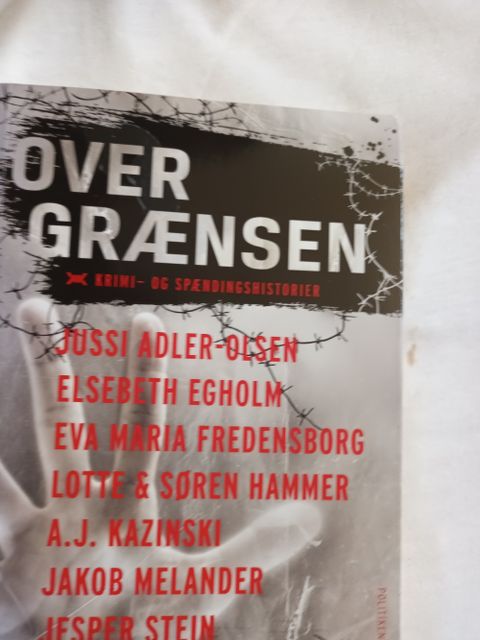 OVER
GRÆNSEN
KRIMI- OG SPÆNDINGSHISTORIER
JUSSI ADLER-OLSEN
ELSEBETH EGHOLM
EVA MARIA FREDENSBORG
LOTTE & SØREN HAMMER
A.J. KAZINSKI
JAKOB MELANDER
JESPER STEIN
POLITIKEN